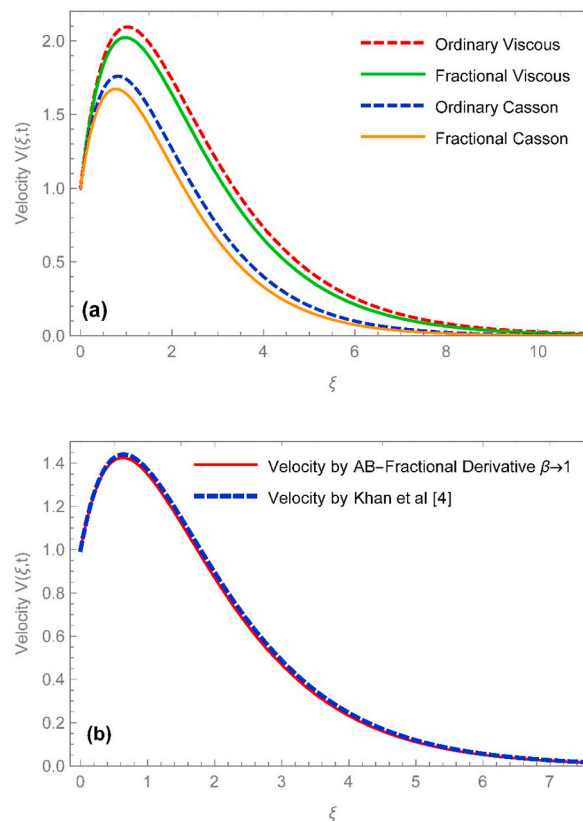 2.0
1.5
1.0
0.5
0.0
Velocity V(ξ,t)
Ordinary Viscous
Fractional Viscous
Ordinary Casson
Fractional Casson
(a)
0 2 4 6 8 10
ξ
1.4
1.2
1.0
0.8
0.6
0.4
0.2
0.0
Velocity V(ξ,t)
Velocity by AB–Fractional Derivative β→1
Velocity by Khan et al [4]
(b)
0 1 2 3 4 5 6 7
ξ